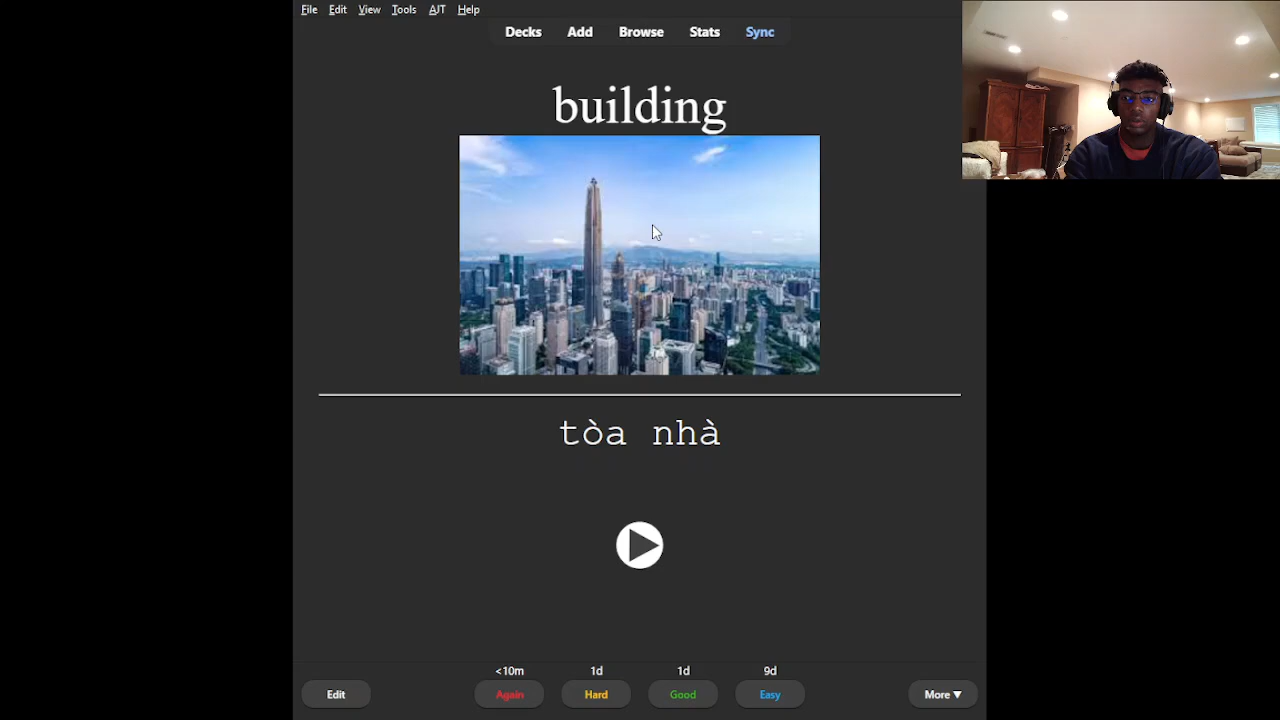 File Edit View Tools AJT Help
Decks Add Browse Stats Sync
building
tòa nhà
<10m 1d 1d 9d
Edit Again Hard Good Easy More ▼